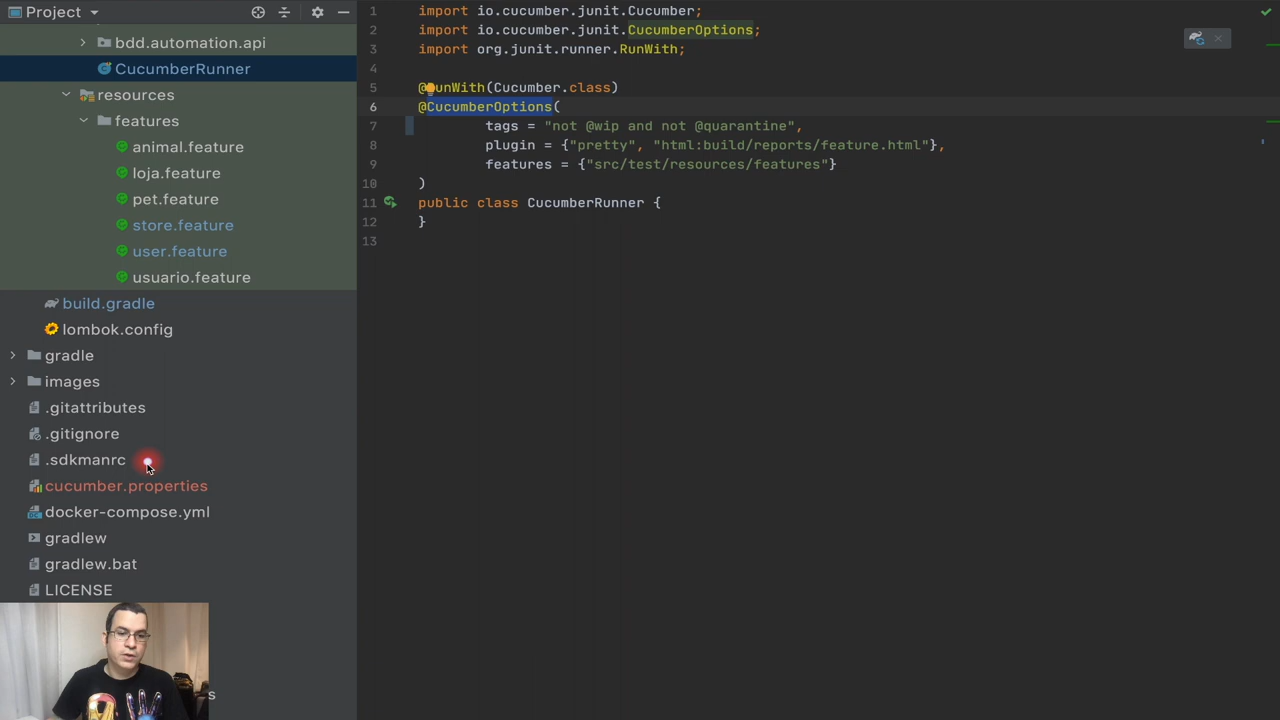 Project
bdd.automation.api
CucumberRunner
resources
features
animal.feature
loja.feature
pet.feature
store.feature
user.feature
usuario.feature
build.gradle
lombok.config
gradle
images
.gitattributes
.gitignore
.sdkmanrc
cucumber.properties
docker-compose.yml
gradlew
gradlew.bat
LICENSE
1 import io.cucumber.junit.Cucumber;
2 import io.cucumber.junit.CucumberOptions;
3 import org.junit.runner.RunWith;
4
5 @RunWith(Cucumber.class)
6 @CucumberOptions(
7 tags = "not @wip and not @quarantine",
8 plugin = {"pretty", "html:build/reports/feature.html"},
9 features = {"src/test/resources/features"}
10 )
11 public class CucumberRunner {
12 }
13